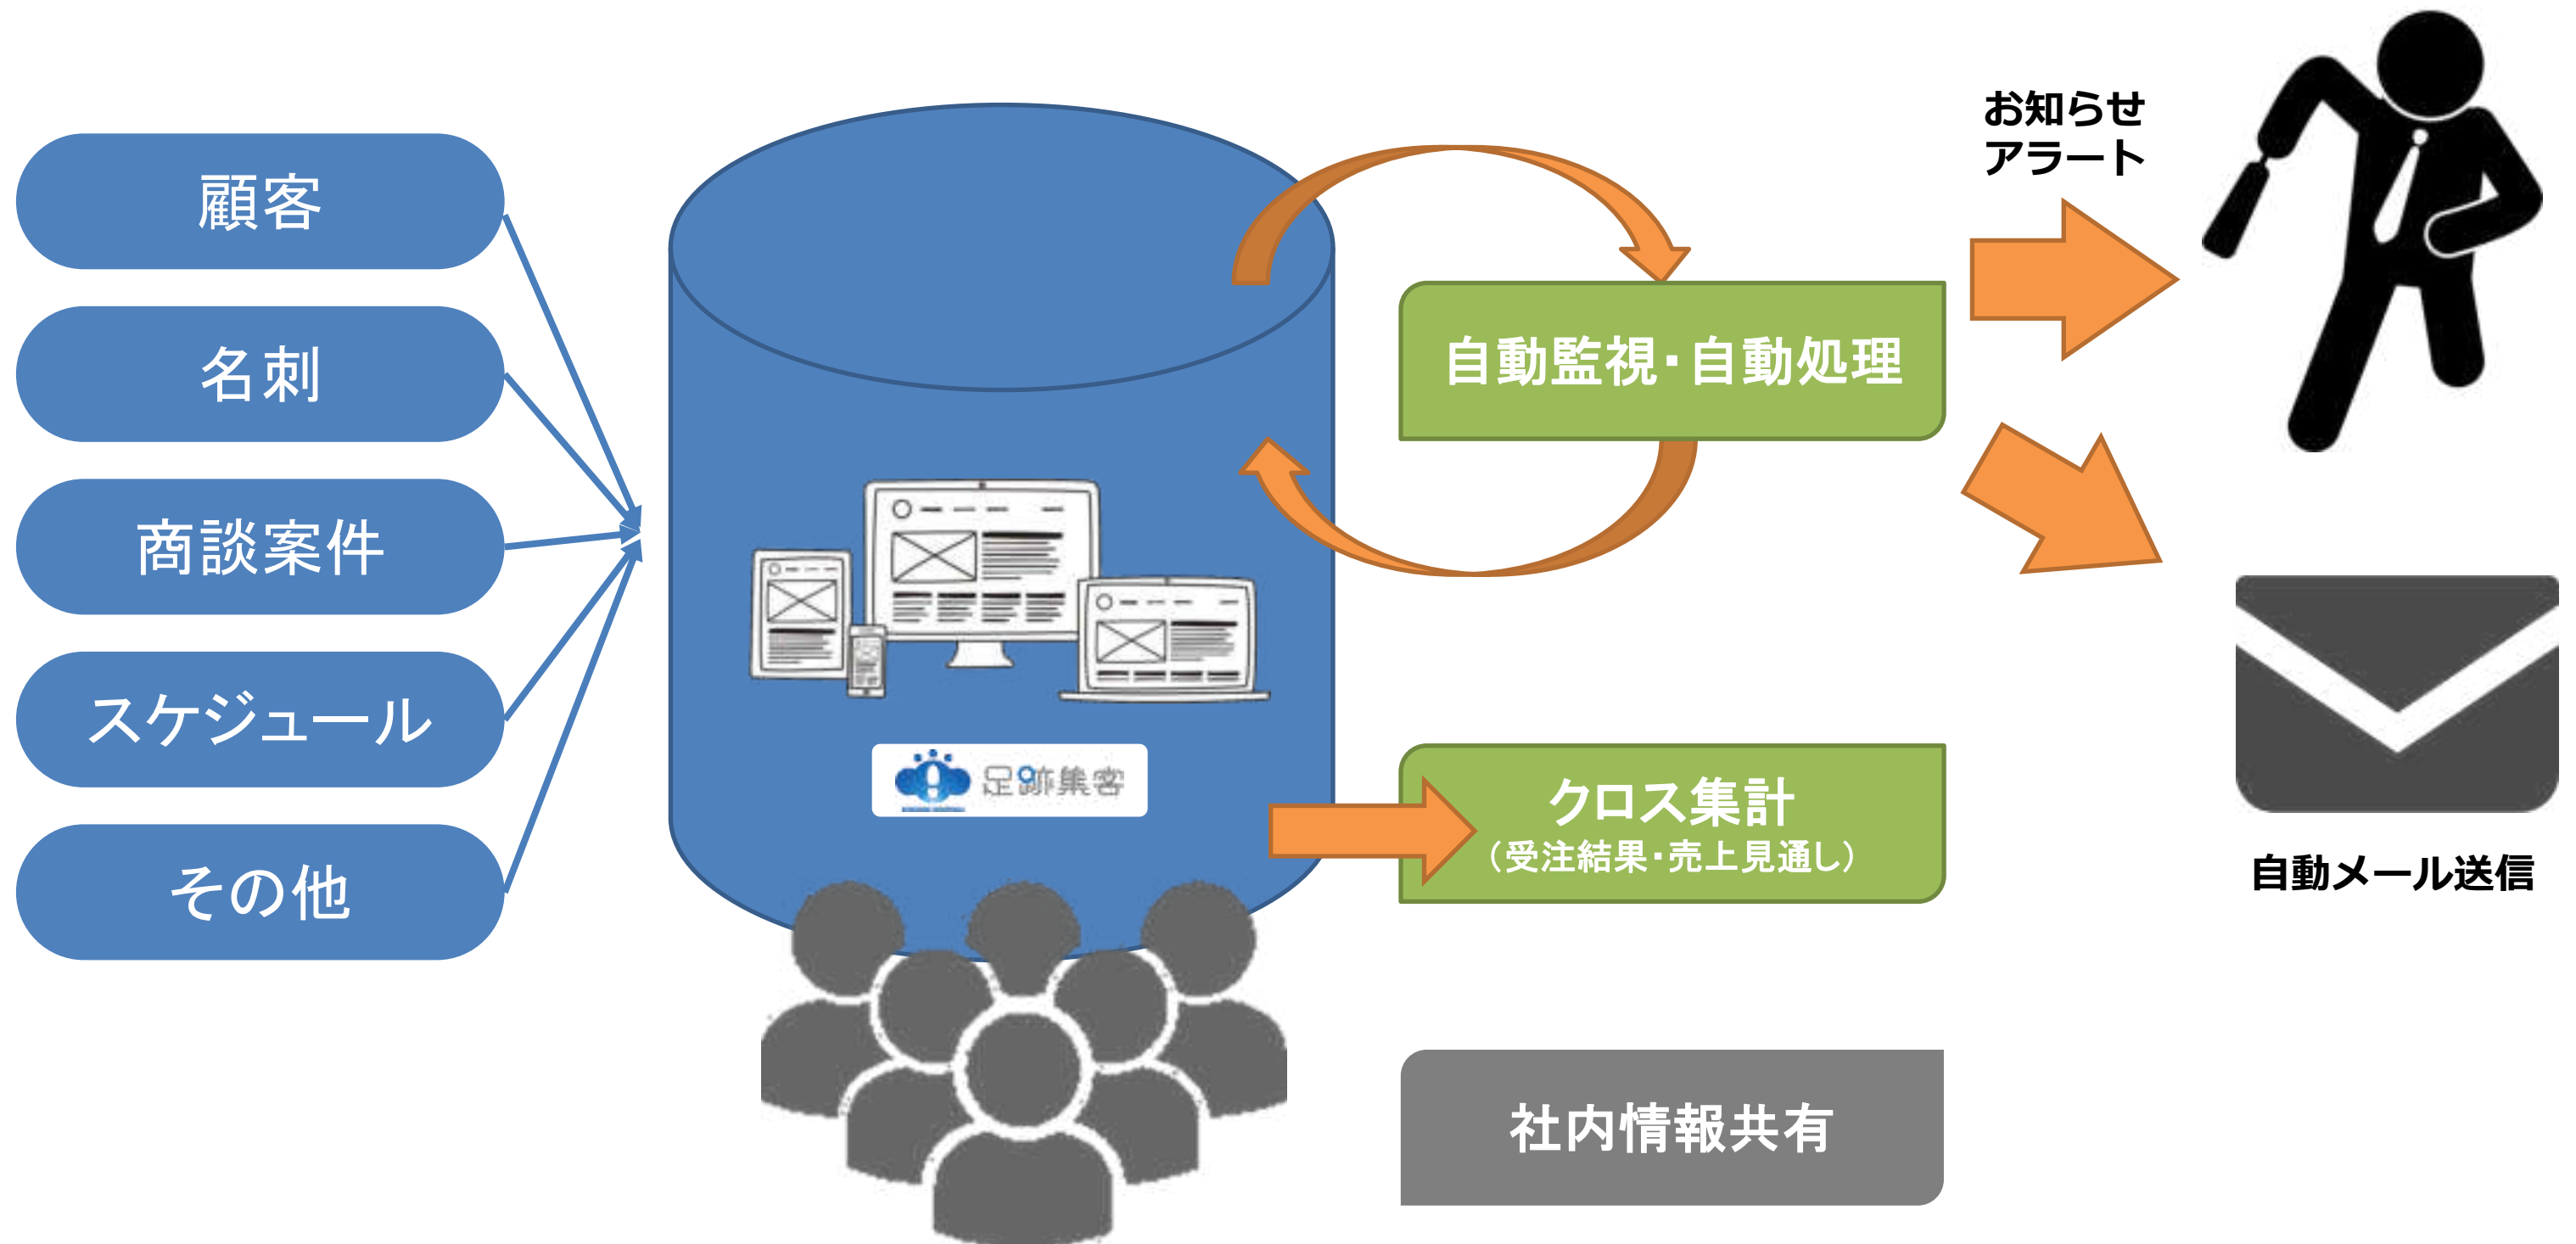 顧客
名刺
商談案件
スケジュール
その他
足跡集客
自動監視・自動処理
クロス集計
（受注結果・売上見通し）
社内情報共有
お知らせ
アラート
自動メール送信